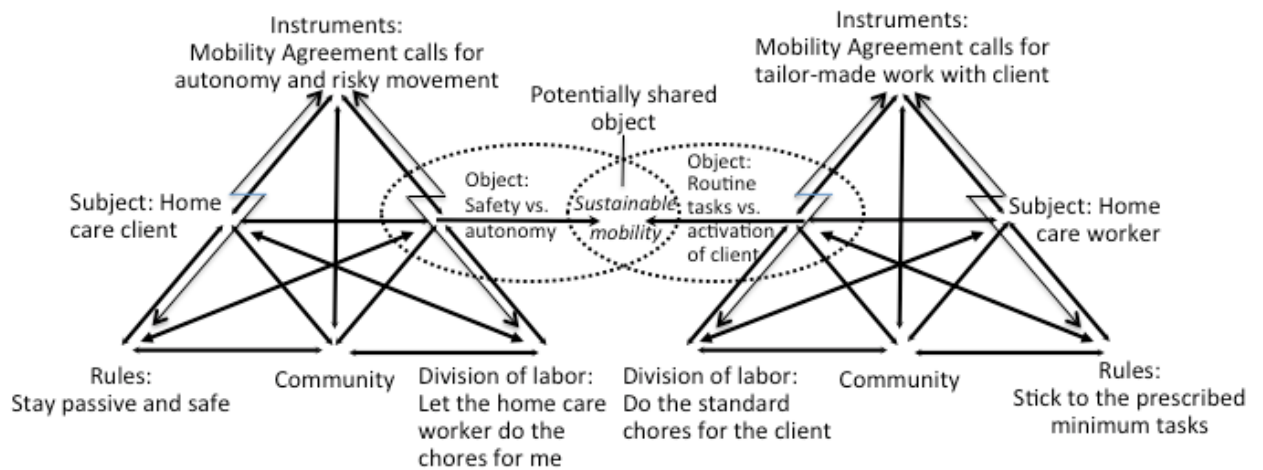 Instruments:
Mobility Agreement calls for
autonomy and risky movement
Instruments:
Mobility Agreement calls for
tailor-made work with client
Potentially shared
object
Subject: Home
care client
Object:
Safety vs.
autonomy
Sustainable
mobility
Object:
Routine
tasks vs.
activation
of client
Subject: Home
care worker
Rules:
Stay passive and safe
Community
Division of labor:
Let the home care
worker do the
chores for me
Division of labor:
Do the standard
chores for the client
Community
Rules:
Stick to the prescribed
minimum tasks